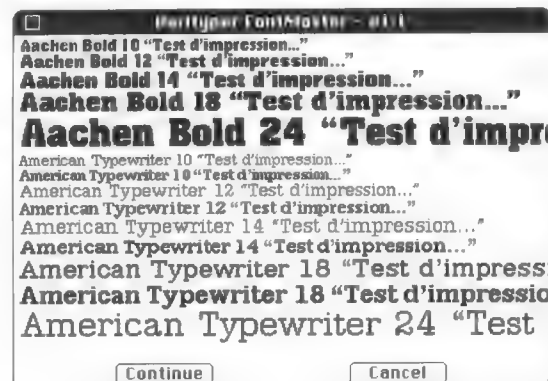 Aachen Bold 10 “Test d'impression...”
Aachen Bold 12 “Test d'impression...”
Aachen Bold 14 “Test d'impression...”
Aachen Bold 18 “Test d'impression...”
Aachen Bold 24 “Test d'impre
American Typewriter 10 “Test d'impression...”
American Typewriter 10 “Test d'impression...”
American Typewriter 12 “Test d'impression...”
American Typewriter 12 “Test d'impression...”
American Typewriter 14 “Test d'impression...”
American Typewriter 14 “Test d'impression...”
American Typewriter 18 “Test d'impress
American Typewriter 18 “Test d'impressio
American Typewriter 24 “Test
Continue Cancel